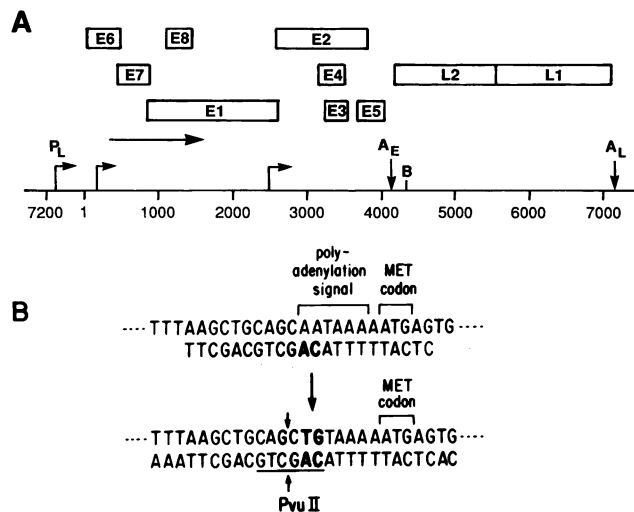 A
E6 E8 E2
E7 E4 L2 L1
E1 E3 E5
PL AE B AL
7200 1 1000 2000 3000 4000 5000 6000 7000
poly-
adenylation MET
signal codon
B
···· TTTAAGCTGCAGCAATAAAAATGAGTG ····
TTCGACGTCGACATTTTTACTC
MET
codon
···· TTTAAGCTGCAGCTGTAAAAATGAGTG ····
AAATTCGACGTCGACATTTTTACTCAC
Pvu II